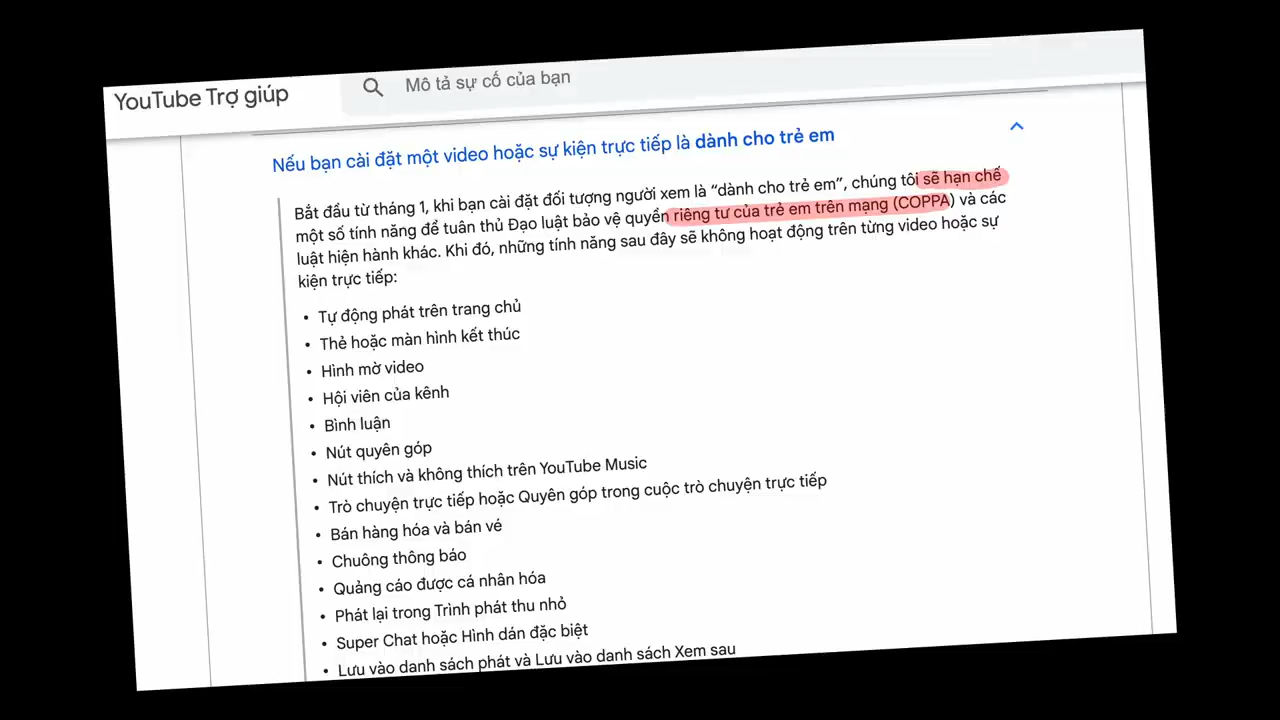 YouTube Trợ giúp
Mô tả sự cố của bạn
Nếu bạn cài đặt một video hoặc sự kiện trực tiếp là dành cho trẻ em
Bắt đầu từ tháng 1, khi bạn cài đặt đối tượng người xem là “dành cho trẻ em”, chúng tôi sẽ hạn chế
một số tính năng để tuân thủ Đạo luật bảo vệ quyền riêng tư của trẻ em trên mạng (COPPA) và các
luật hiện hành khác. Khi đó, những tính năng sau đây sẽ không hoạt động trên từng video hoặc sự
kiện trực tiếp:
• Tự động phát trên trang chủ
• Thẻ hoặc màn hình kết thúc
• Hình mờ video
• Hội viên của kênh
• Bình luận
• Nút quyên góp
• Nút thích và không thích trên YouTube Music
• Trò chuyện trực tiếp hoặc Quyên góp trong cuộc trò chuyện trực tiếp
• Bán hàng hóa và bán vé
• Chuông thông báo
• Quảng cáo được cá nhân hóa
• Phát lại trong Trình phát thu nhỏ
• Super Chat hoặc Hình dán đặc biệt
• Lưu vào danh sách phát và Lưu vào danh sách Xem sau